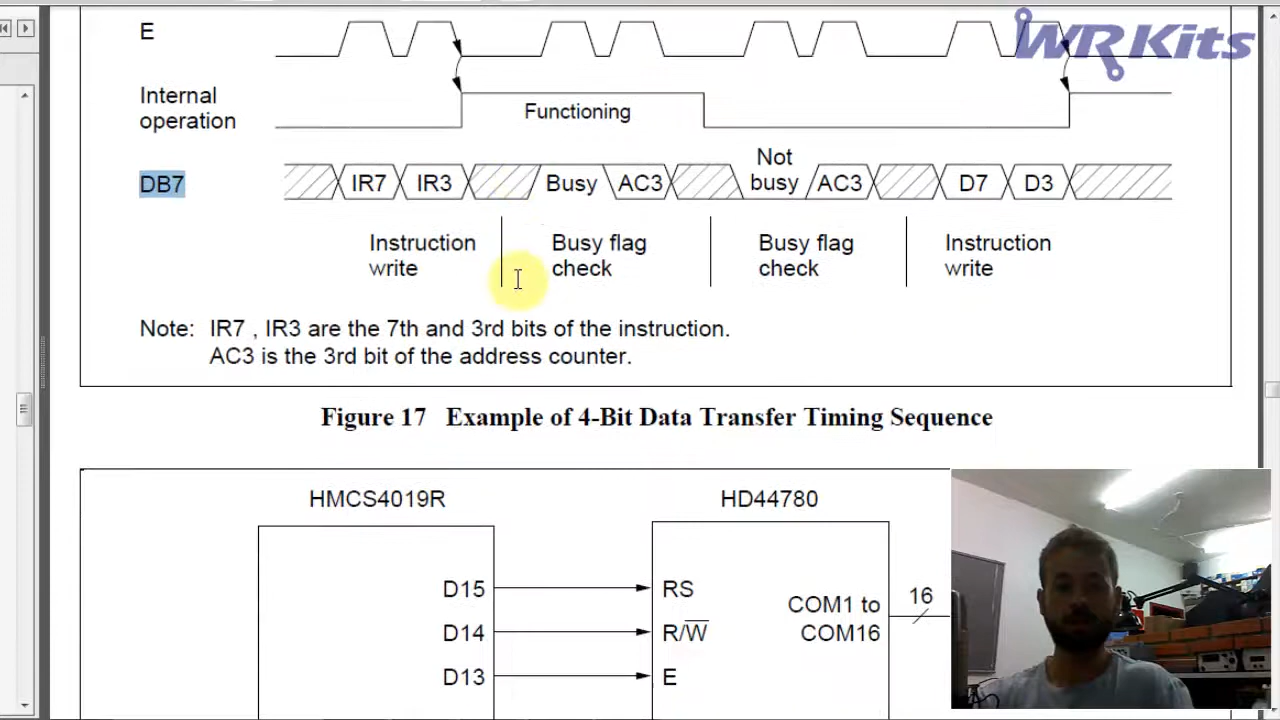 WR Kits
E
Internal
operation
Functioning
DB7
IR7 IR3 Busy AC3 Not busy AC3 D7 D3
Instruction
write
Busy flag
check
Busy flag
check
Instruction
write
Note: IR7 , IR3 are the 7th and 3rd bits of the instruction.
AC3 is the 3rd bit of the address counter.
Figure 17 Example of 4-Bit Data Transfer Timing Sequence
HMCS4019R
HD44780
D15 RS
D14 R/W̅
D13 E
COM1 to
COM16
16